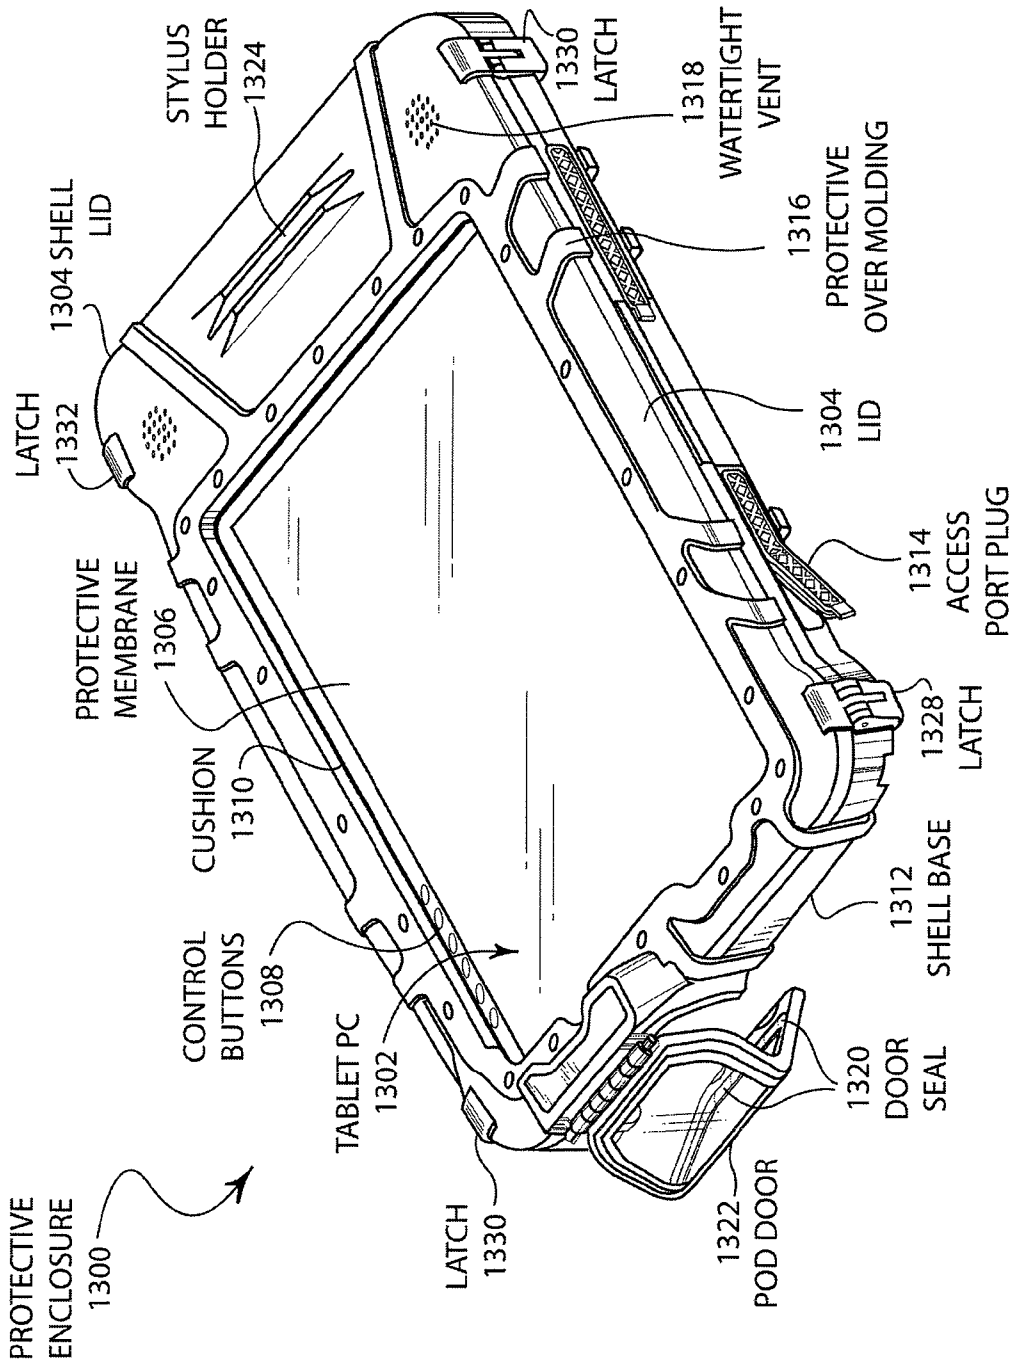 PROTECTIVE
ENCLOSURE
1300
LATCH
1330
TABLET PC
1302
CONTROL
BUTTONS
1308
CUSHION
1310
PROTECTIVE
MEMBRANE
1306
LATCH
1332
1304 SHELL
LID
STYLUS
HOLDER
1324
1330
LATCH
1318
WATERTIGHT
VENT
1316
PROTECTIVE
OVER MOLDING
1304
LID
1314
ACCESS
PORT PLUG
1328
LATCH
1312
SHELL BASE
1320
DOOR
SEAL
1322
POD DOOR